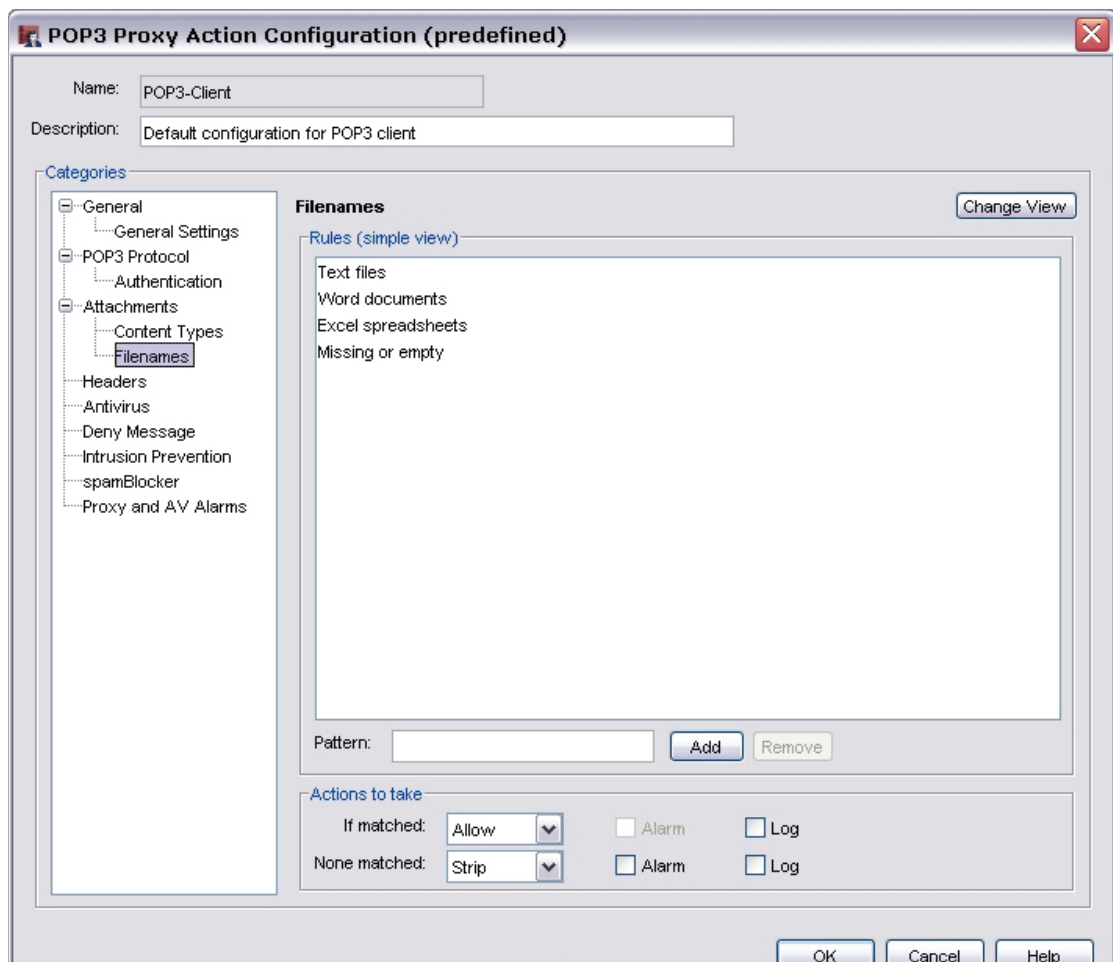 POP3 Proxy Action Configuration (predefined)
Name: POP3-Client
Description: Default configuration for POP3 client
Categories
General
General Settings
POP3 Protocol
Authentication
Attachments
Content Types
Filenames
Headers
Antivirus
Deny Message
Intrusion Prevention
spamBlocker
Proxy and AV Alarms
Filenames
Change View
Rules (simple view)
Text files
Word documents
Excel spreadsheets
Missing or empty
Pattern: Add Remove
Actions to take
If matched: Allow Alarm Log
None matched: Strip Alarm Log
OK Cancel Help